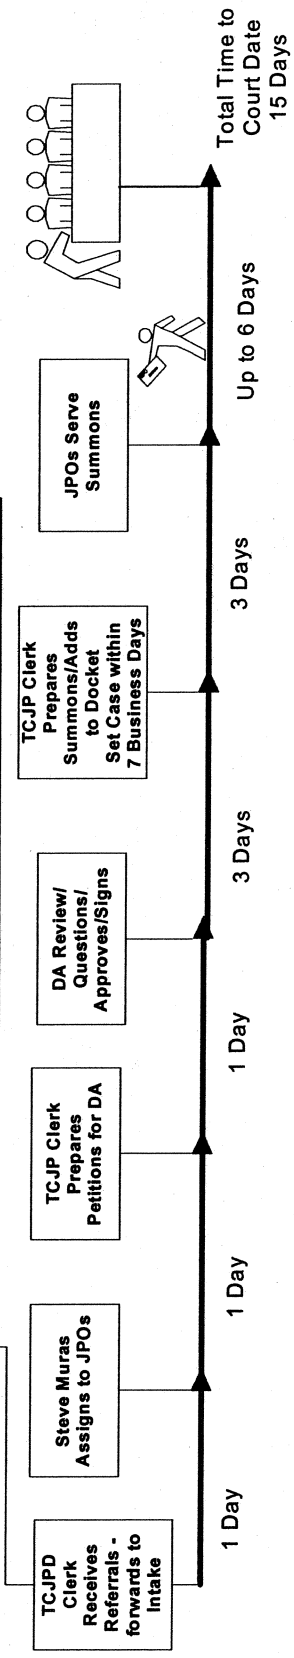 TCJPD
Clerk
Receives
Referrals -
forwards to
Intake
Steve Muras
Assigns to JPOs
TCJP Clerk
Prepares
Petitions for DA
DA Review/
Questions/
Approves/Signs
TCJP Clerk
Prepares
Summons/Adds
to Docket
Set Case within
7 Business Days
JPOs Serve
Summons
1 Day
1 Day
1 Day
3 Days
3 Days
Up to 6 Days
Total Time to
Court Date
15 Days